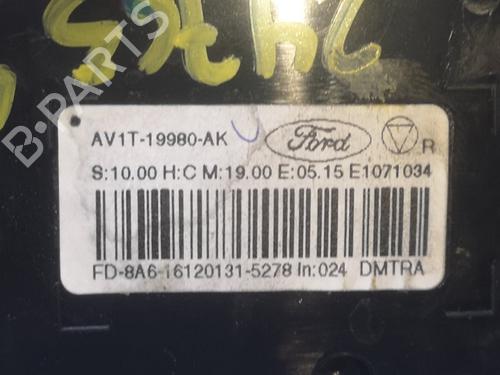 B-PARTS
AV1T-19980-AK Ford R
S:10.00 H:C M:19.00 E:05.15 E1071034
FD-8A6-16120131-5278 In:024 DMTRA